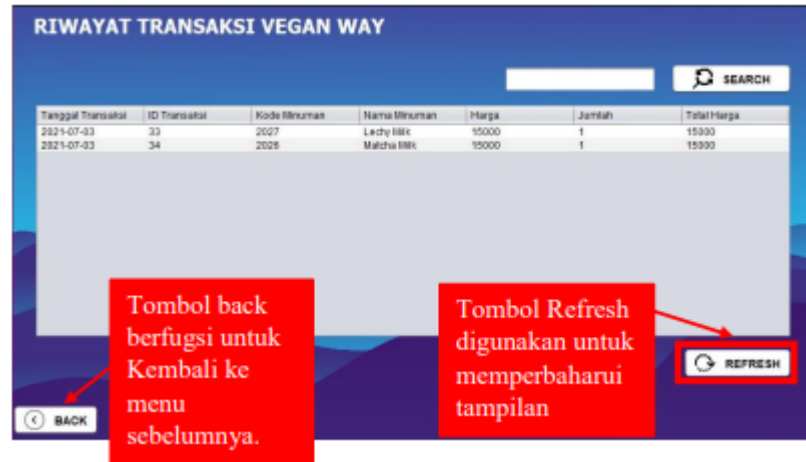 RIWAYAT TRANSAKSI VEGAN WAY
SEARCH
Tanggal Transaksi ID Transaksi Kode Minuman Nama Minuman Harga Jumlah Total Harga
2021-07-03 33 2027 Lechy Milk 15000 1 15000
2021-07-03 34 2026 Matcha Milk 15000 1 15000
Tombol back
berfugsi untuk
Kembali ke
menu
sebelumnya.
Tombol Refresh
digunakan untuk
memperbaharui
tampilan
REFRESH
BACK